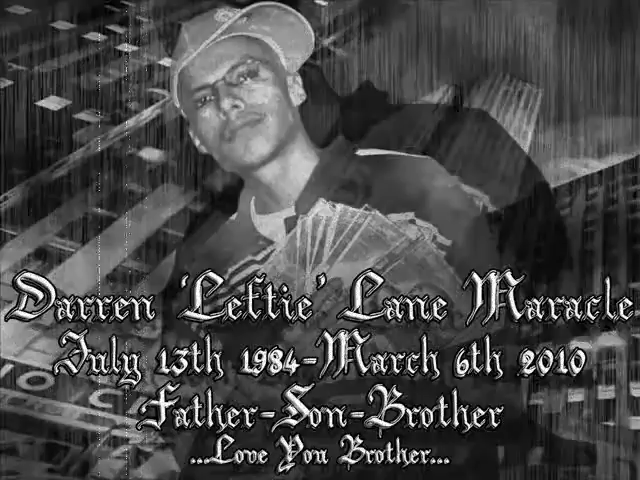 Darren 'Leftie' Lane Maracle
July 13th 1984-March 6th 2010
Father-Son-Brother
...Love You Brother...